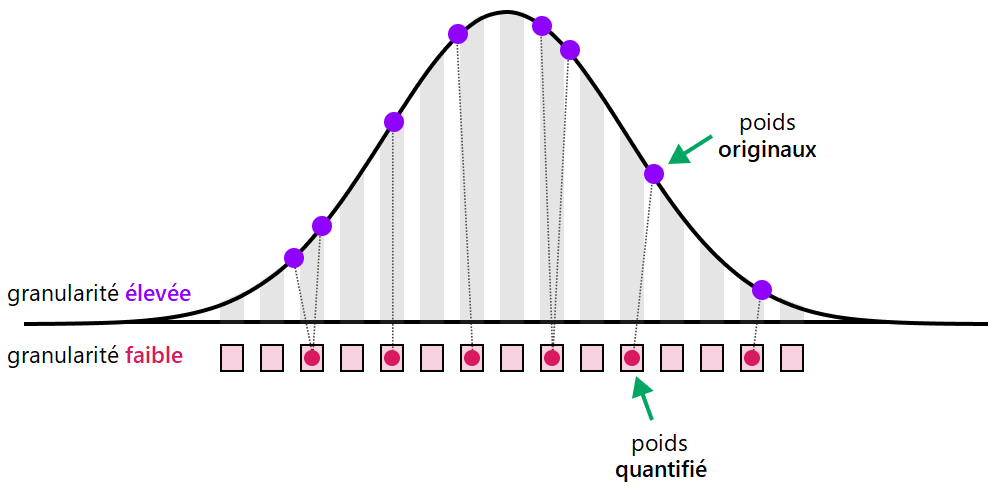 poids
originaux
granularité élevée
granularité faible
poids
quantifié